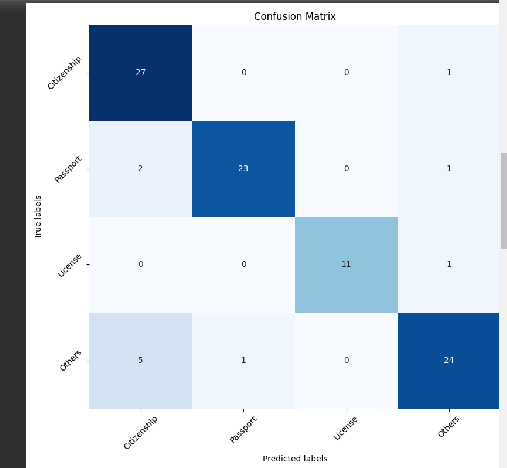 Confusion Matrix
Citizenship
27 0 0 1
Passport
2 23 0 1
License
0 0 11 1
Others
5 1 0 24
True labels
Citizenship Passport License Others
Predicted labels